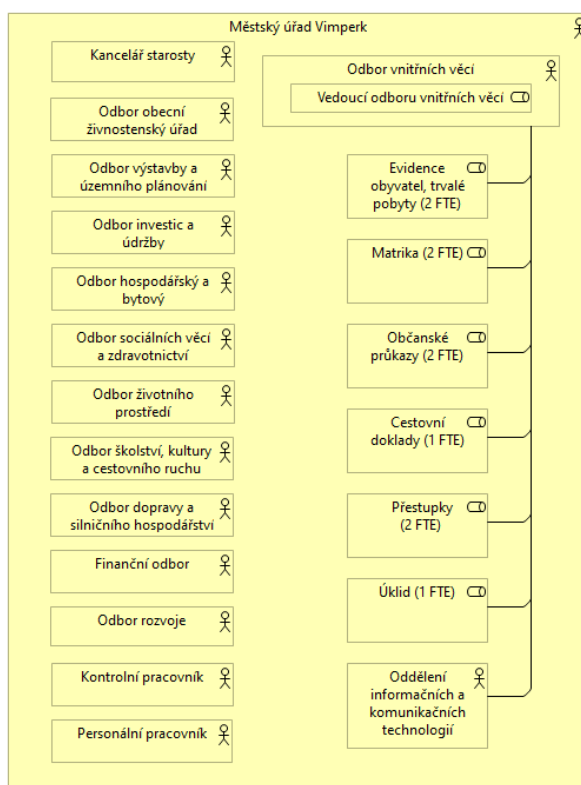 Městský úřad Vimperk
Kancelář starosty
Odbor obecní
živnostenský úřad
Odbor výstavby a
územního plánování
Odbor investic a
údržby
Odbor hospodářský a
bytový
Odbor sociálních věcí
a zdravotnictví
Odbor životního
prostředí
Odbor školství, kultury
a cestovního ruchu
Odbor dopravy a
silničního hospodářství
Finanční odbor
Odbor rozvoje
Kontrolní pracovník
Personální pracovník
Odbor vnitřních věcí
Vedoucí odboru vnitřních věcí
Evidence
obyvatel, trvalé
pobyty (2 FTE)
Matrika (2 FTE)
Občanské
průkazy (2 FTE)
Cestovní
doklady (1 FTE)
Přestupky
(2 FTE)
Úklid (1 FTE)
Oddělení
informačních a
komunikačních
technologií